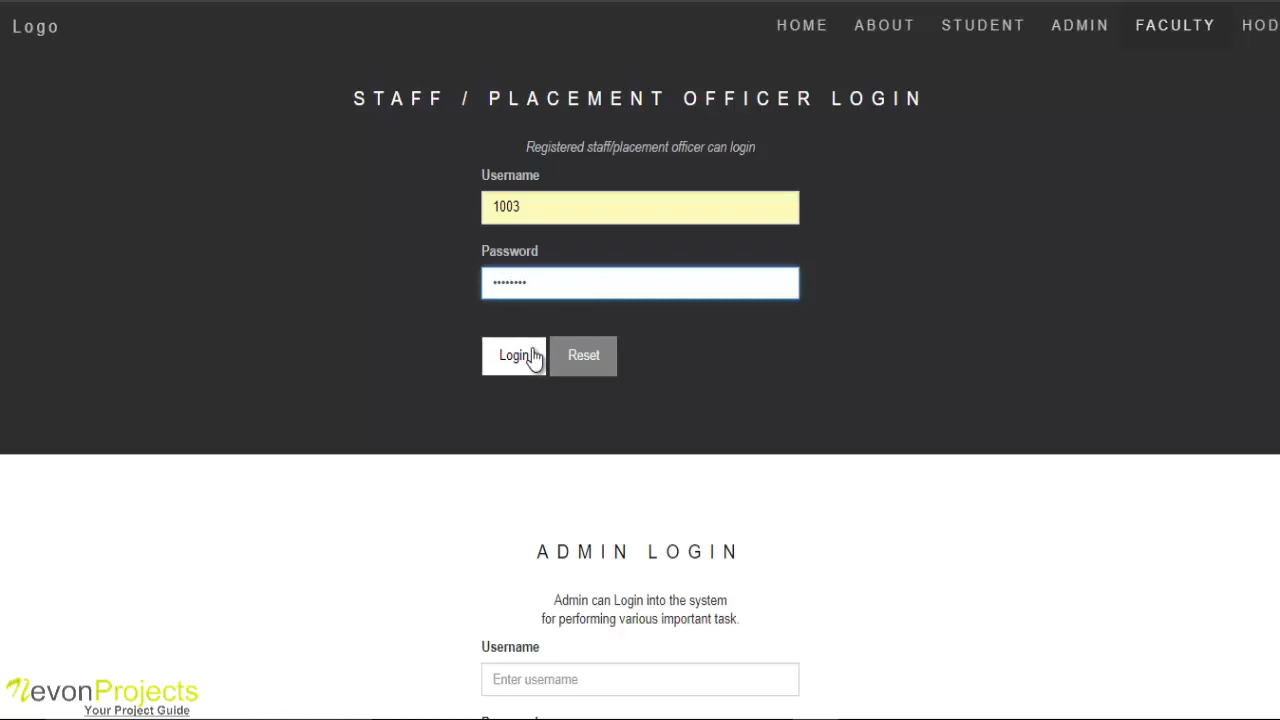 Logo
HOME ABOUT STUDENT ADMIN FACULTY HOD
STAFF / PLACEMENT OFFICER LOGIN
Registered staff/placement officer can login
Username
1003
Password
••••••••
Login Reset
ADMIN LOGIN
Admin can Login into the system
for performing various important task.
Username
Enter username
NevonProjects
Your Project Guide